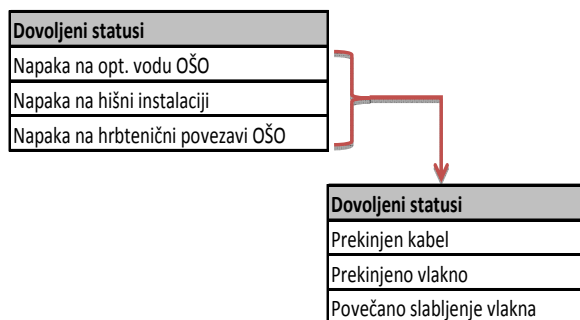 Dovoljeni statusi
Napaka na opt. vodu OŠO
Napaka na hišni instalaciji
Napaka na hrbtenični povezavi OŠO
Dovoljeni statusi
Prekinjen kabel
Prekinjeno vlakno
Povečano slabljenje vlakna